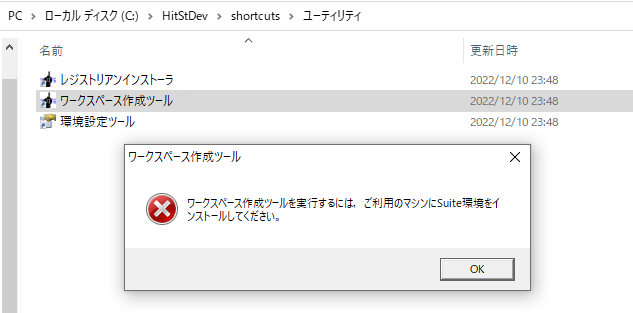 PC > ローカル ディスク (C:) > HitStDev > shortcuts > ユーティリティ
名前 更新日時
レジストリアンインストーラ 2022/12/10 23:48
ワークスペース作成ツール 2022/12/10 23:48
環境設定ツール 2022/12/10 23:48
ワークスペース作成ツール
ワークスペース作成ツールを実行するには，ご利用のマシンにSuite環境をイ
ンストールしてください。
OK